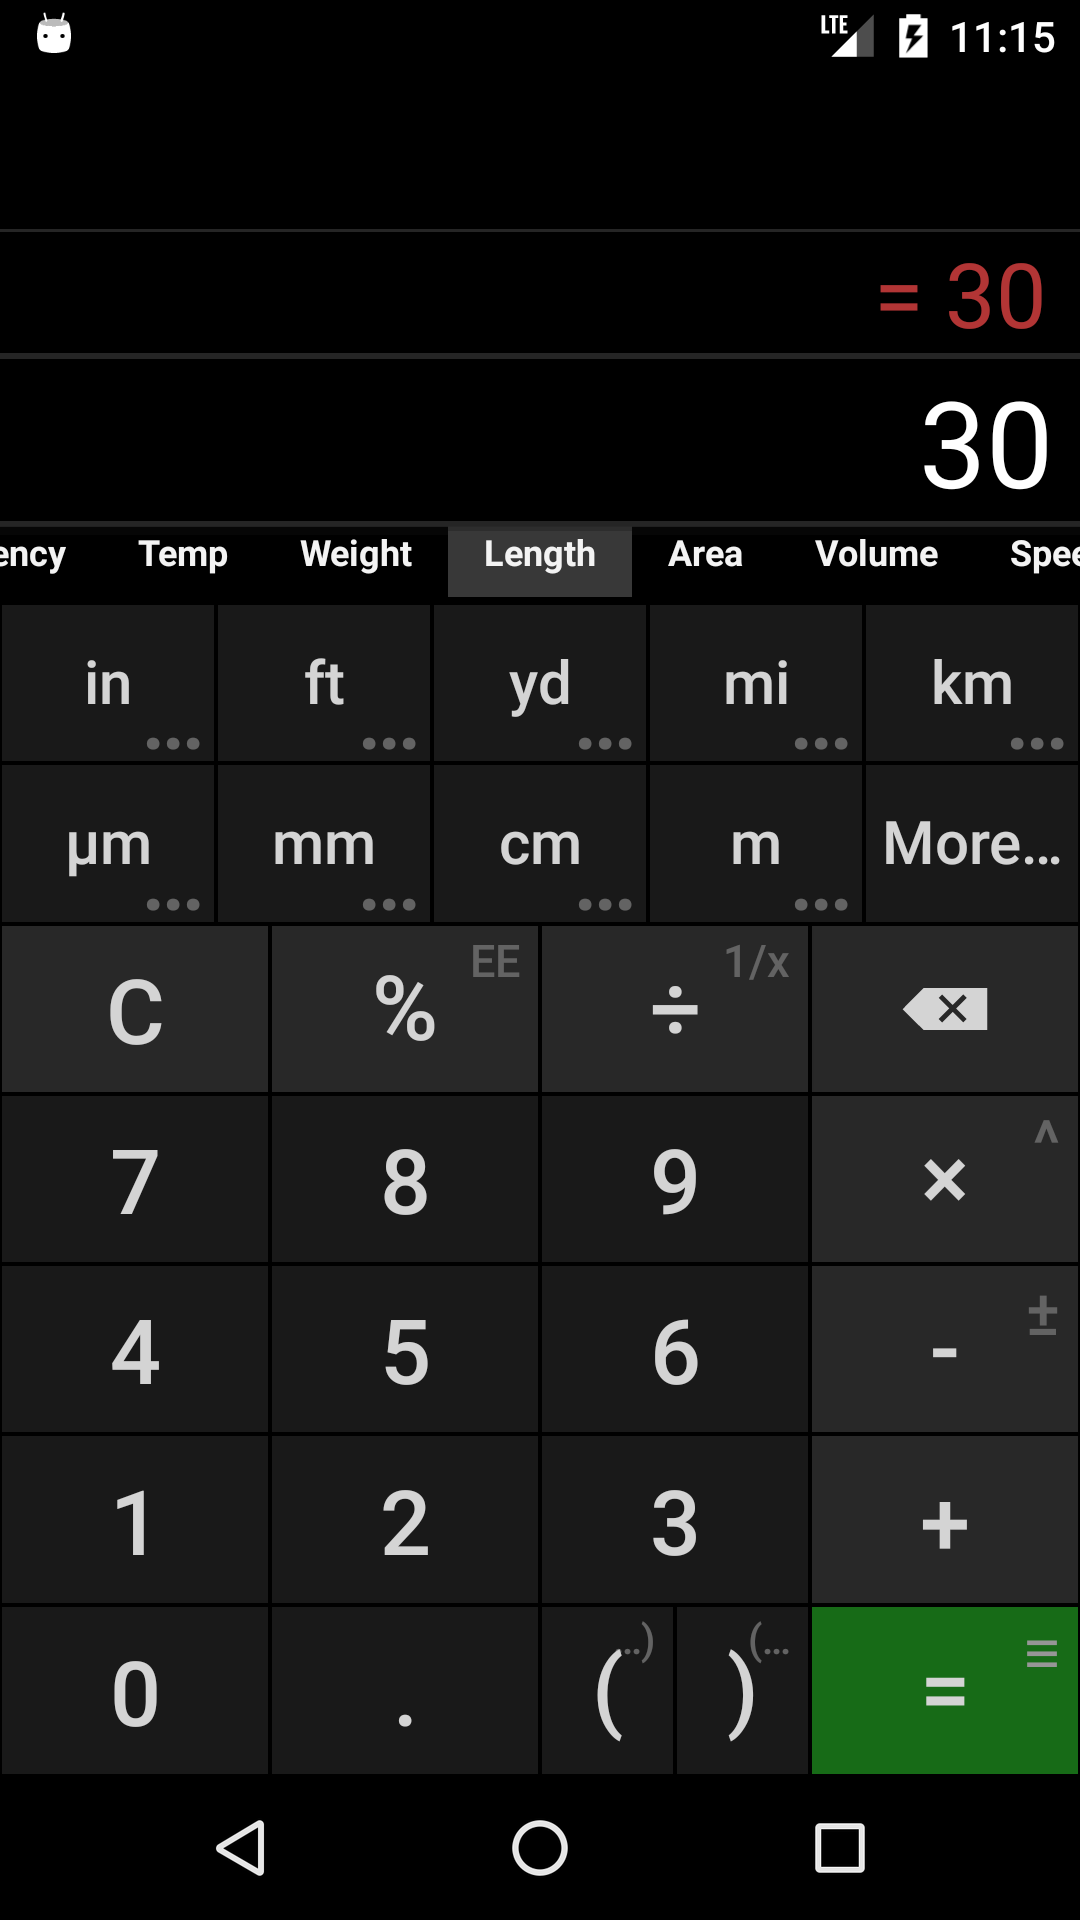 LTE 11:15
= 30
30
ency Temp Weight Length Area Volume Spee
in ft yd mi km
µm mm cm m More...
C % EE ÷ 1/x
7 8 9 × ^
4 5 6 - ±
1 2 3 +
0 . ( ..) ) (... = ≡